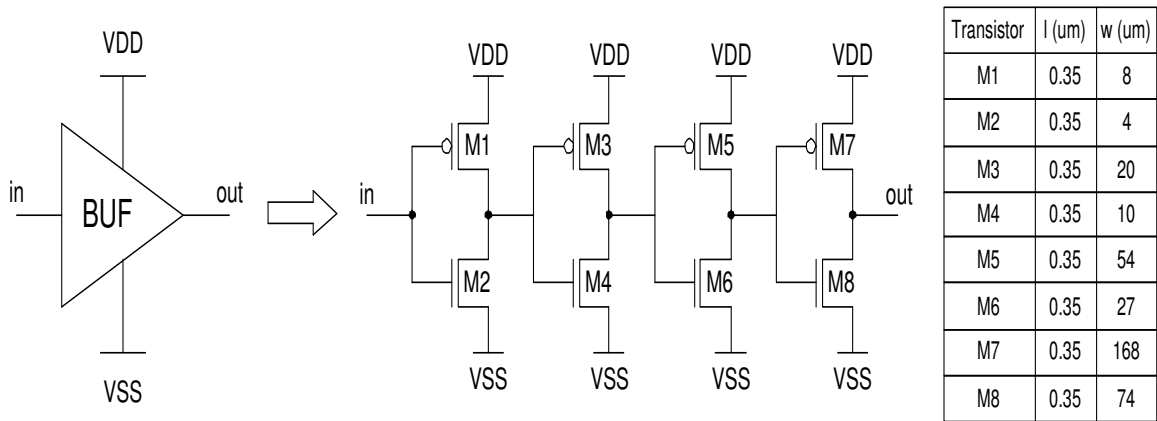 VDD
in
BUF
out
VSS
VDD VDD VDD VDD
M1 M3 M5 M7
in
out
M2 M4 M6 M8
VSS VSS VSS VSS
Transistor l (um) w (um)
M1 0.35 8
M2 0.35 4
M3 0.35 20
M4 0.35 10
M5 0.35 54
M6 0.35 27
M7 0.35 168
M8 0.35 74